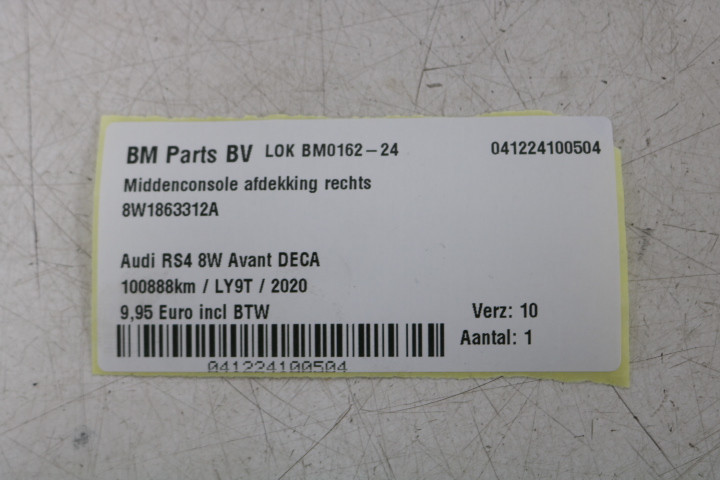 BM Parts BV LOK BM0162-24 041224100504
Middenconsole afdekking rechts
8W1863312A
Audi RS4 8W Avant DECA
100888km / LY9T / 2020
9,95 Euro incl BTW Verz: 10
Aantal: 1
041224100504